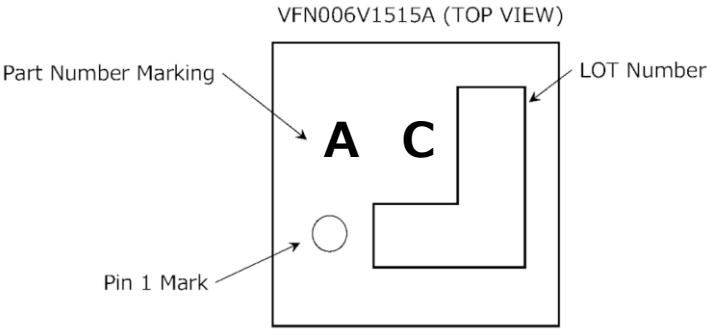 VFN006V1515A (TOP VIEW)
Part Number Marking
LOT Number
A C
Pin 1 Mark